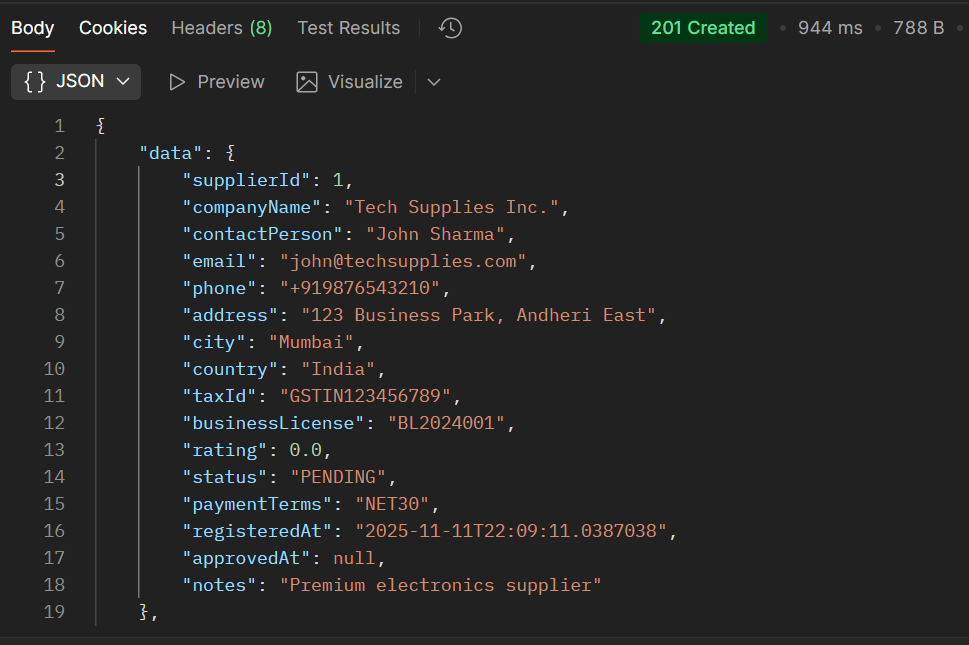 Body Cookies Headers (8) Test Results 201 Created • 944 ms • 788 B •
{} JSON Preview Visualize
1 {
2 "data": {
3 "supplierId": 1,
4 "companyName": "Tech Supplies Inc.",
5 "contactPerson": "John Sharma",
6 "email": "john@techsupplies.com",
7 "phone": "+919876543210",
8 "address": "123 Business Park, Andheri East",
9 "city": "Mumbai",
10 "country": "India",
11 "taxId": "GSTIN123456789",
12 "businessLicense": "BL2024001",
13 "rating": 0.0,
14 "status": "PENDING",
15 "paymentTerms": "NET30",
16 "registeredAt": "2025-11-11T22:09:11.0387038",
17 "approvedAt": null,
18 "notes": "Premium electronics supplier"
19 },